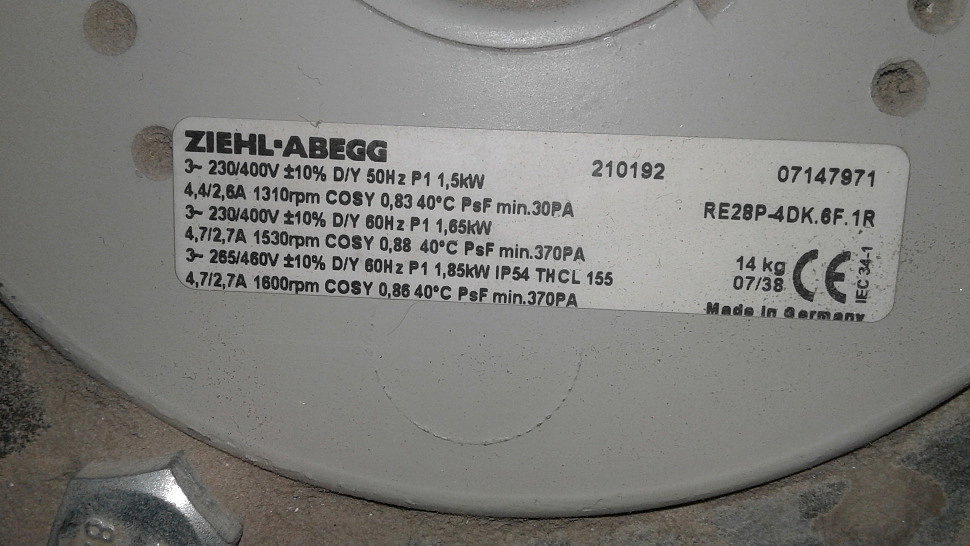 ZIEHL-ABEGG
3~ 230/400V ±10% D/Y 50Hz P1 1,5kW
4,4/2,6A 1310rpm COSY 0,83 40°C PsF min.30PA
3~ 230/400V ±10% D/Y 60Hz P1 1,65kW
4,7/2,7A 1530rpm COSY 0,88 40°C PsF min.370PA
3~ 265/460V ±10% D/Y 60Hz P1 1,85kW IP54 THCL 155
4,7/2,7A 1600rpm COSY 0,86 40°C PsF min.370PA
210192
07147971
RE28P-4DK.6F.1R
14 kg
07/38
CE
IEC 34-1
Made in Germany
8